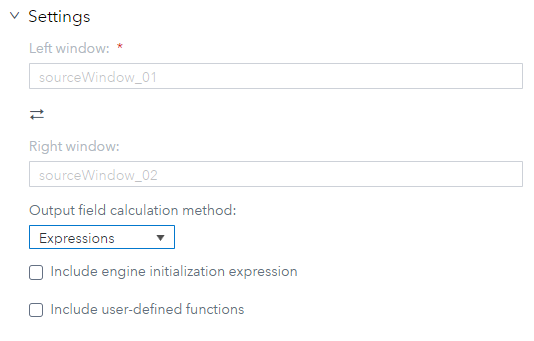 Settings
Left window: *
sourceWindow_01
Right window:
sourceWindow_02
Output field calculation method:
Expressions
Include engine initialization expression
Include user-defined functions